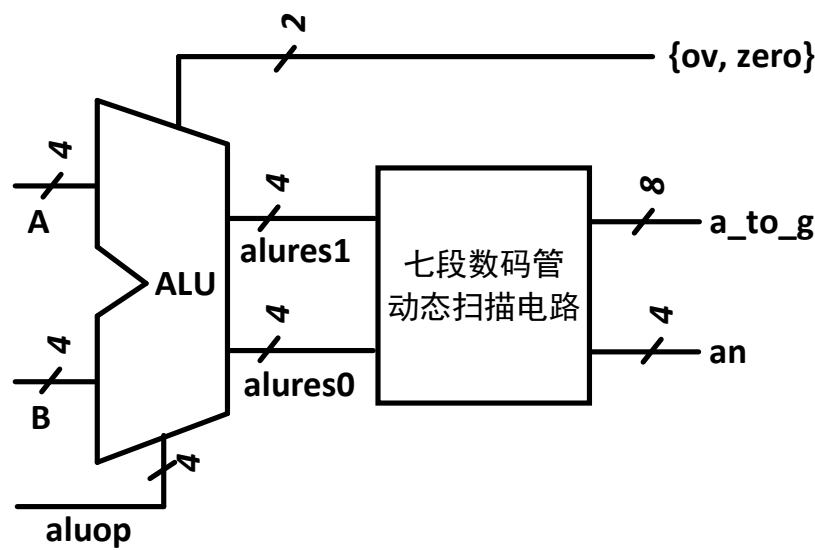 2
{ov, zero}
4
A
4
alures1
8
a_to_g
ALU
七段数码管
动态扫描电路
4
B
4
alures0
4
an
4
aluop